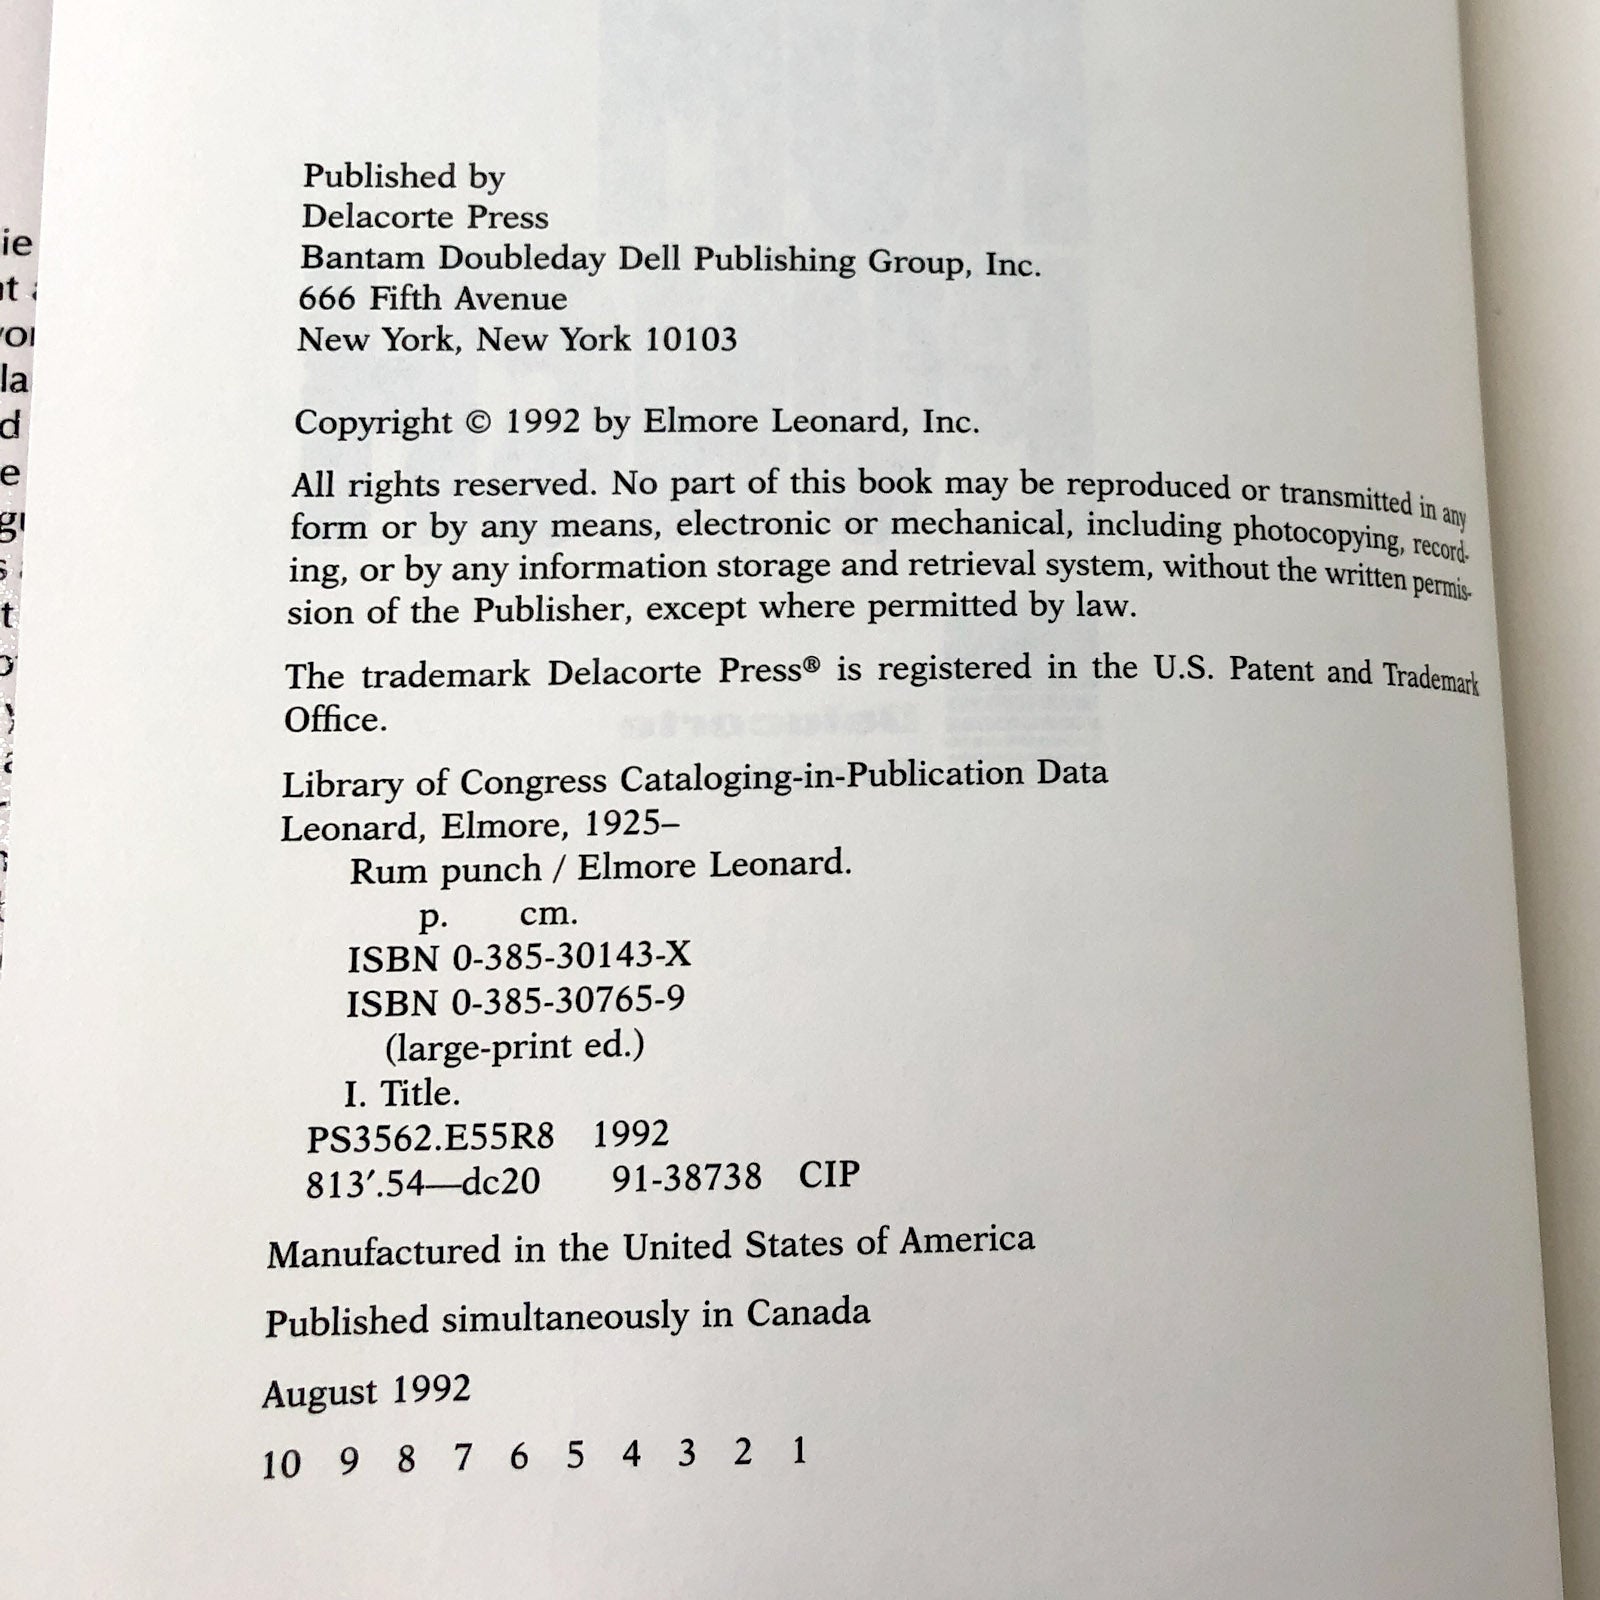 Published by
Delacorte Press
Bantam Doubleday Dell Publishing Group, Inc.
666 Fifth Avenue
New York, New York 10103
Copyright © 1992 by Elmore Leonard, Inc.
All rights reserved. No part of this book may be reproduced or transmitted in any
form or by any means, electronic or mechanical, including photocopying, record-
ing, or by any information storage and retrieval system, without the written permis-
sion of the Publisher, except where permitted by law.
The trademark Delacorte Press® is registered in the U.S. Patent and Trademark
Office.
Library of Congress Cataloging-in-Publication Data
Leonard, Elmore, 1925–
Rum punch / Elmore Leonard.
p. cm.
ISBN 0-385-30143-X
ISBN 0-385-30765-9
(large-print ed.)
I. Title.
PS3562.E55R8 1992
813′.54—dc20 91-38738 CIP
Manufactured in the United States of America
Published simultaneously in Canada
August 1992
10 9 8 7 6 5 4 3 2 1